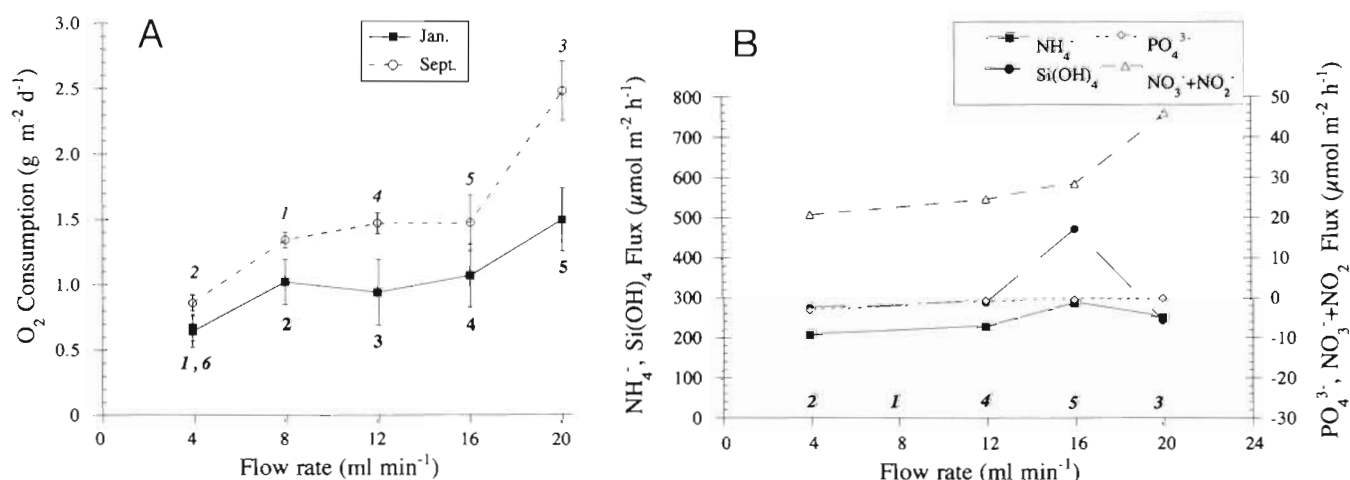 A
Jan.
Sept.
O₂ Consumption (g m⁻² d⁻¹)
3.0
2.5
2.0
1.5
1.0
0.5
0
2
1
4
5
3
1, 6
2
3
4
5
0 4 8 12 16 20
Flow rate (ml min⁻¹)
B
NH₄⁻ PO₄³⁻
Si(OH)₄ NO₃⁻+NO₂⁻
NH₄⁻, Si(OH)₄ Flux (µmol m⁻² h⁻¹)
800
700
600
500
400
300
200
100
0
50
40
30
20
10
0
-10
-20
-30
PO₄³⁻, NO₃⁻+NO₂⁻ Flux (µmol m⁻² h⁻¹)
2 1 4 5 3
0 4 8 12 16 20 24
Flow rate (ml min⁻¹)